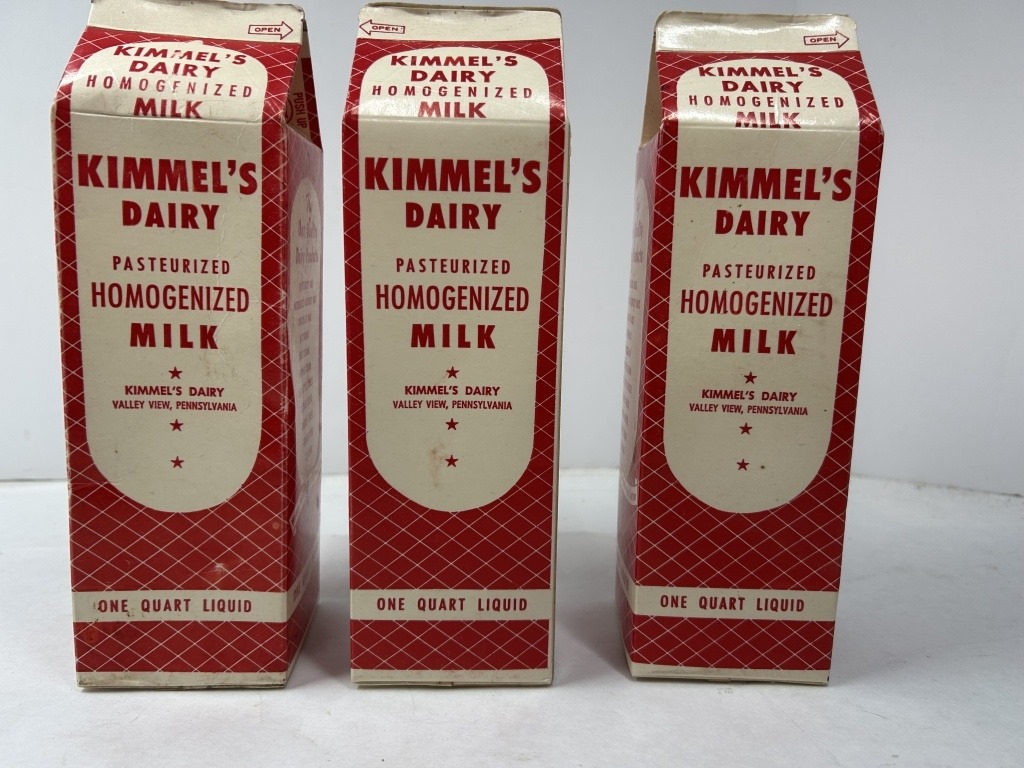 OPEN
KIMMEL'S
DAIRY
HOMOGENIZED
MILK
PUSH UP
KIMMEL'S
DAIRY
PASTEURIZED
HOMOGENIZED
MILK
KIMMEL'S DAIRY
VALLEY VIEW, PENNSYLVANIA
ONE QUART LIQUID
OPEN
KIMMEL'S
DAIRY
HOMOGENIZED
MILK
KIMMEL'S
DAIRY
PASTEURIZED
HOMOGENIZED
MILK
KIMMEL'S DAIRY
VALLEY VIEW, PENNSYLVANIA
ONE QUART LIQUID
OPEN
KIMMEL'S
DAIRY
HOMOGENIZED
MILK
KIMMEL'S
DAIRY
PASTEURIZED
HOMOGENIZED
MILK
KIMMEL'S DAIRY
VALLEY VIEW, PENNSYLVANIA
ONE QUART LIQUID